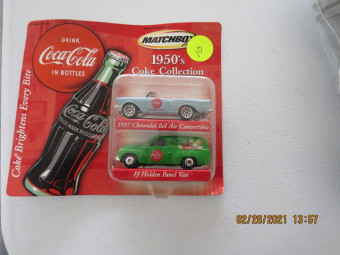 DRINK
Coca-Cola
IN BOTTLES
MATCHBOX
10
1950's
Coke Collection
Coke Brightens Every Bite
Coca-Cola
1957 Chevrolet Bel Air Convertible
FJ Holden Panel Van
02/28/2021 13:57